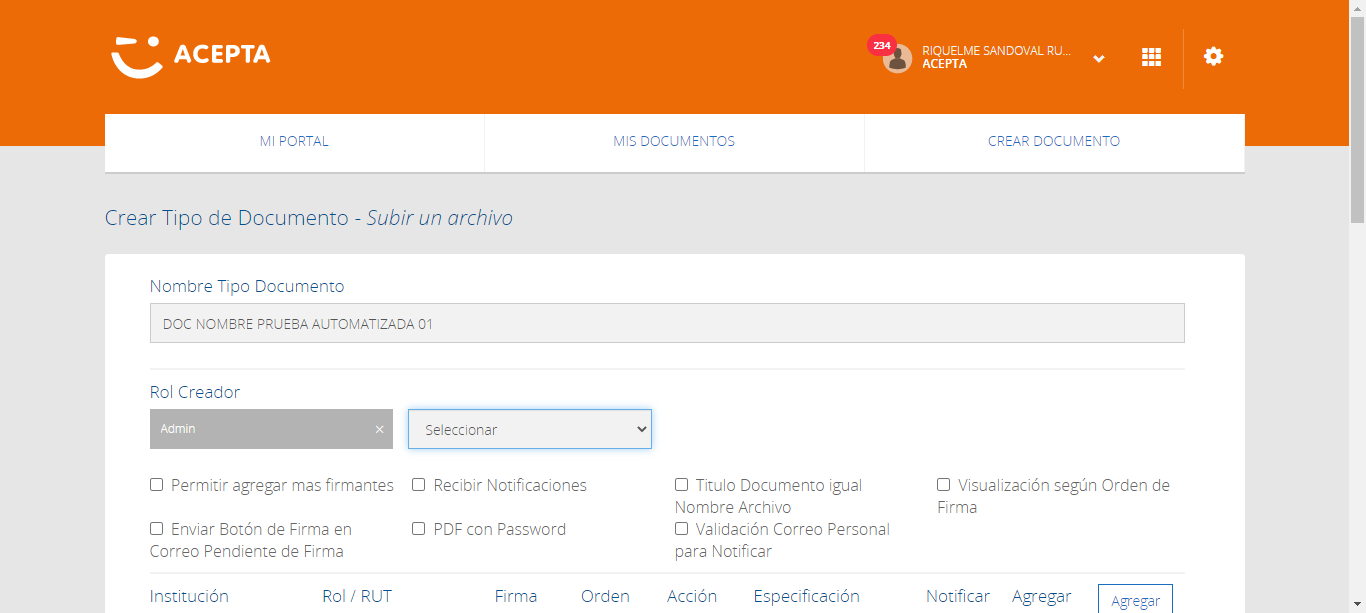 ACEPTA
234
RIQUELME SANDOVAL RU...
ACEPTA
MI PORTAL
MIS DOCUMENTOS
CREAR DOCUMENTO
Crear Tipo de Documento - Subir un archivo
Nombre Tipo Documento
DOC NOMBRE PRUEBA AUTOMATIZADA 01
Rol Creador
Admin ×
Seleccionar
Permitir agregar mas firmantes
Recibir Notificaciones
Titulo Documento igual
Nombre Archivo
Visualización según Orden de
Firma
Enviar Botón de Firma en
Correo Pendiente de Firma
PDF con Password
Validación Correo Personal
para Notificar
Institución Rol / RUT Firma Orden Acción Especificación Notificar Agregar Agregar